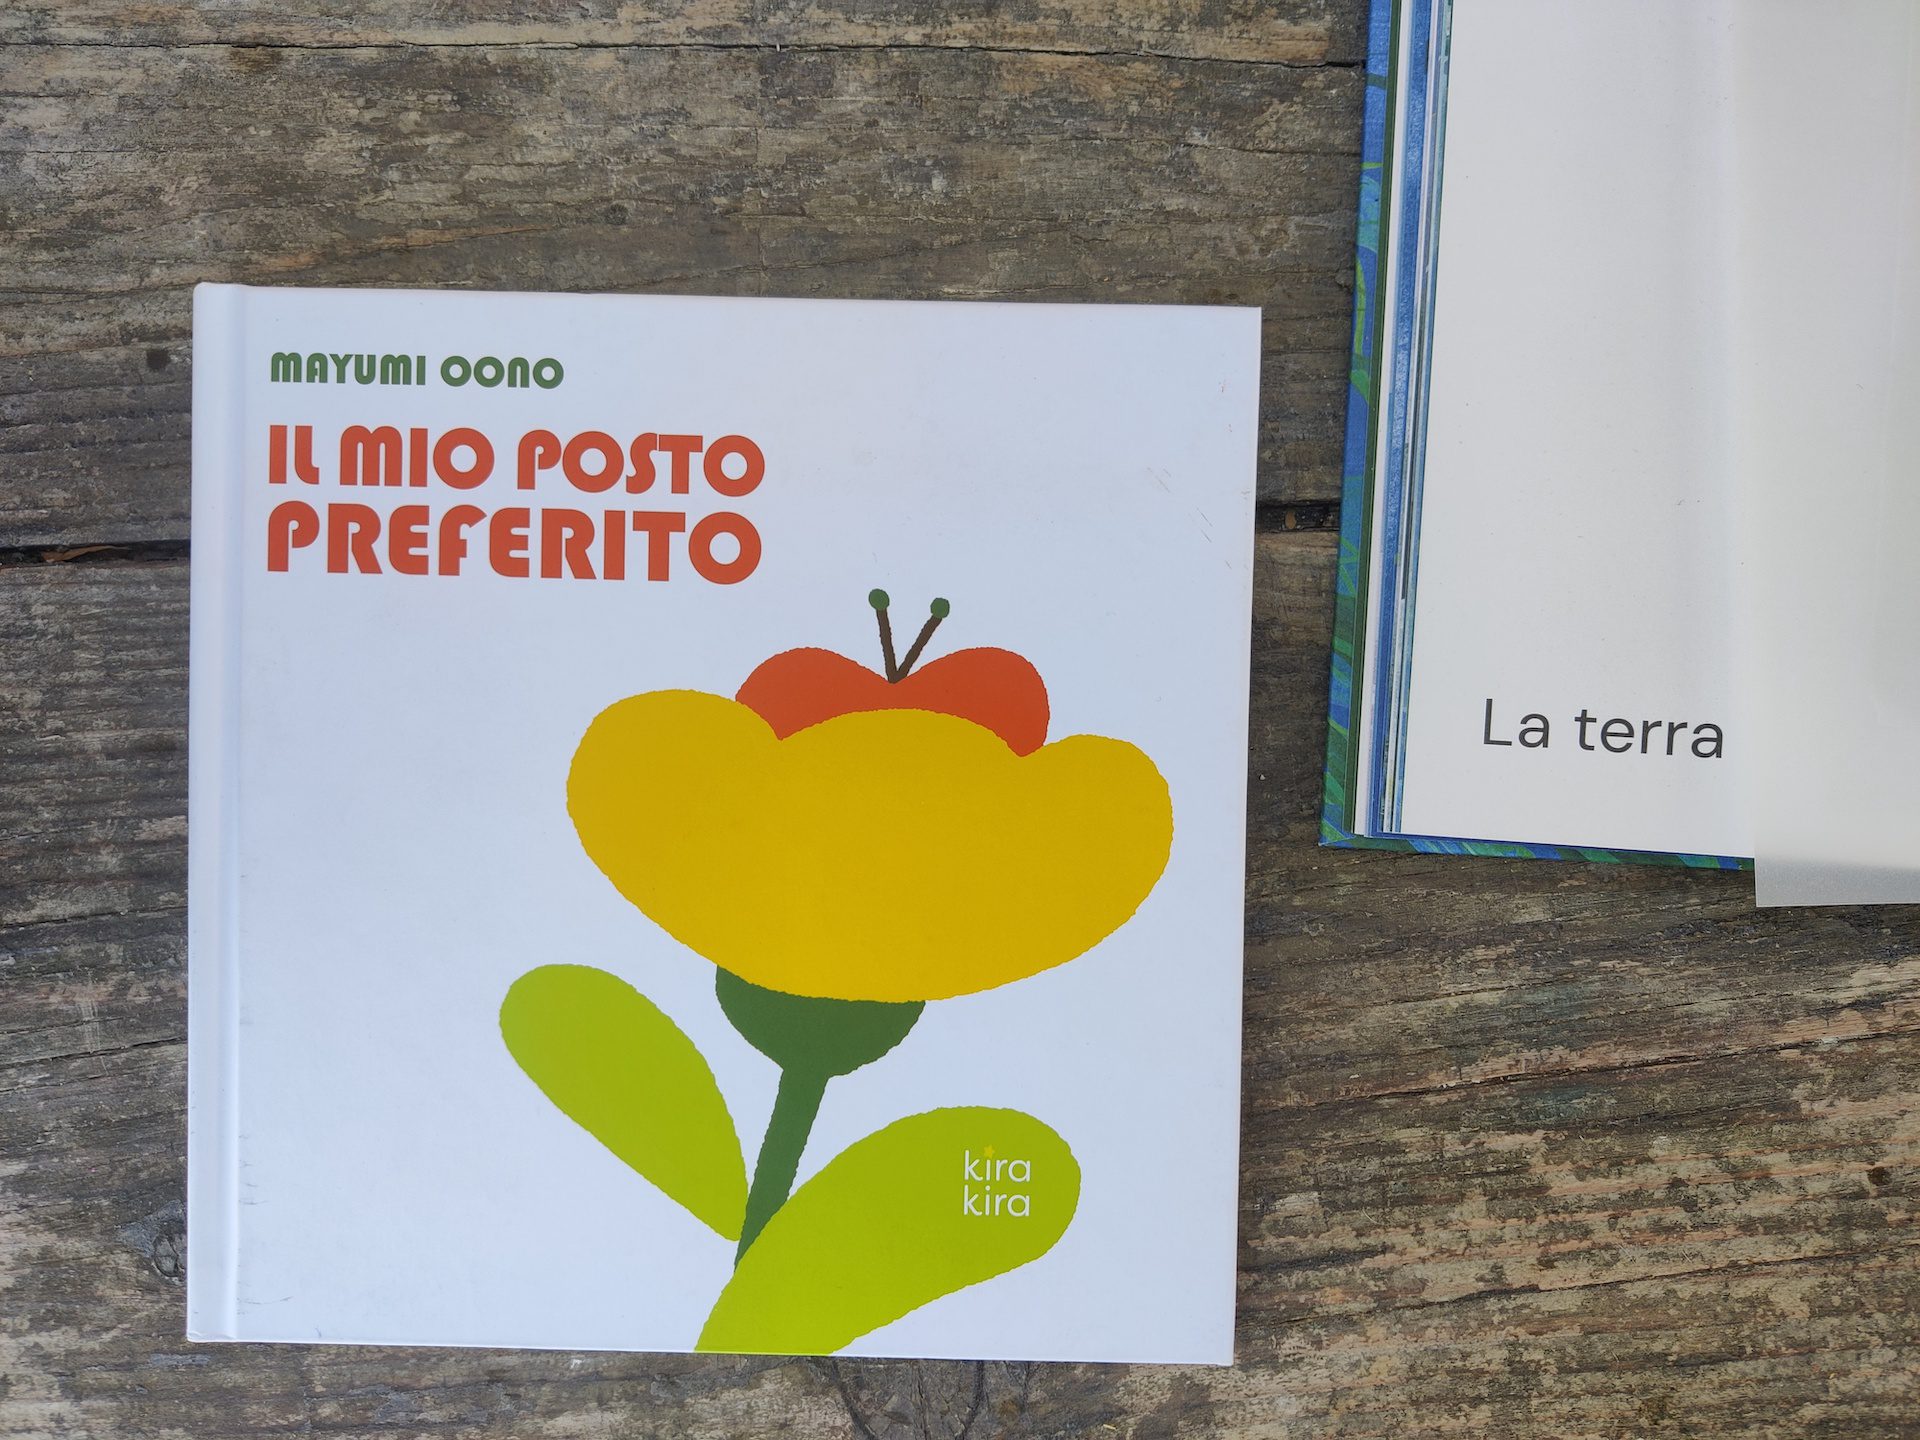 MAYUMI OONO
IL MIO POSTO
PREFERITO
kira
kira
La terra